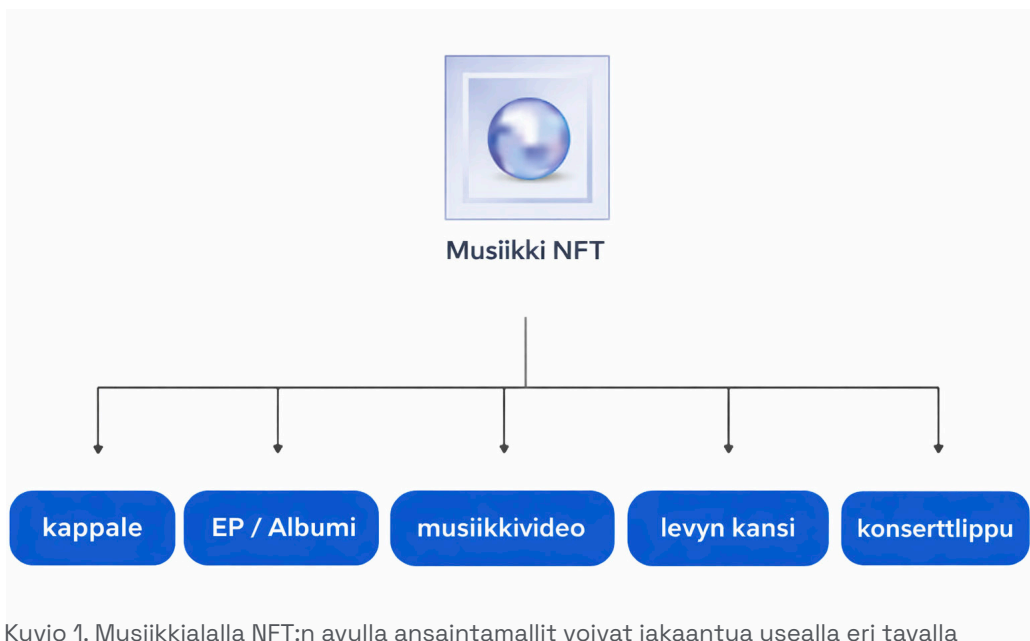 Musiikki NFT
kappale
EP / Albumi
musiikkivideo
levyn kansi
konserttlippu
Kuvio 1. Musiikkialalla NFT:n avulla ansaintamallit voivat jakaantua usealla eri tavalla